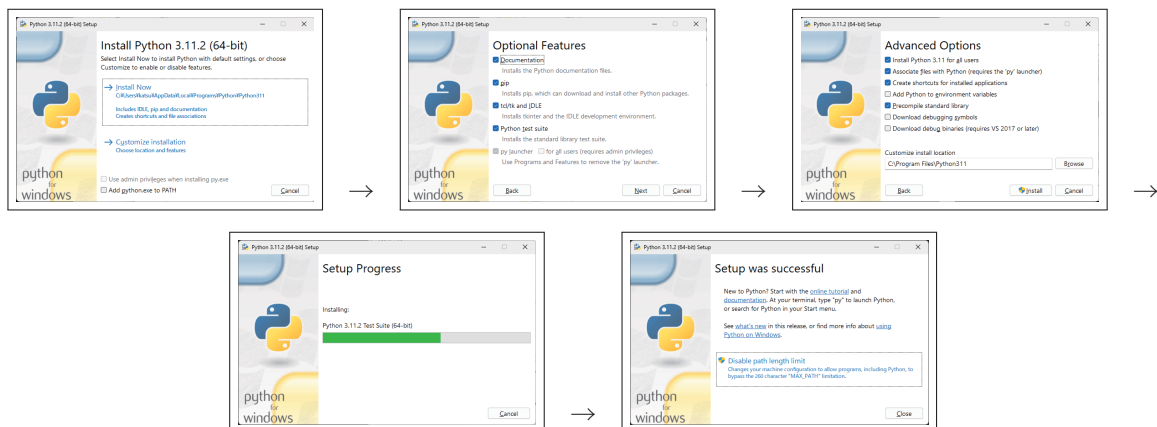 Python 3.11.2 (64-bit) Setup
Install Python 3.11.2 (64-bit)
Select Install Now to install Python with default settings, or choose
Customize to enable or disable features.
→ Install Now
C:¥Users¥katsu¥AppData¥Local¥Programs¥Python¥Python311
Includes IDLE, pip and documentation
Creates shortcuts and file associations
→ Customize installation
Choose location and features
Use admin privileges when installing py.exe
Add python.exe to PATH
Cancel
python
for
windows
→
Python 3.11.2 (64-bit) Setup
Optional Features
Documentation
Installs the Python documentation files.
pip
Installs pip, which can download and install other Python packages.
tcl/tk and IDLE
Installs tkinter and the IDLE development environment.
Python test suite
Installs the standard library test suite.
py launcher for all users (requires admin privileges)
Use Programs and Features to remove the 'py' launcher.
Back Next Cancel
python
for
windows
→
Python 3.11.2 (64-bit) Setup
Advanced Options
Install Python 3.11 for all users
Associate files with Python (requires the 'py' launcher)
Create shortcuts for installed applications
Add Python to environment variables
Precompile standard library
Download debugging symbols
Download debug binaries (requires VS 2017 or later)
Customize install location
C:\Program Files\Python311 Browse
Back Install Cancel
python
for
windows
→
Python 3.11.2 (64-bit) Setup
Setup Progress
Installing:
Python 3.11.2 Test Suite (64-bit)
Cancel
python
for
windows
→
Python 3.11.2 (64-bit) Setup
Setup was successful
New to Python? Start with the online tutorial and
documentation. At your terminal, type "py" to launch Python,
or search for Python in your Start menu.
See what's new in this release, or find more info about using
Python on Windows.
Disable path length limit
Changes your machine configuration to allow programs, including Python, to
bypass the 260 character "MAX_PATH" limitation.
Close
python
for
windows